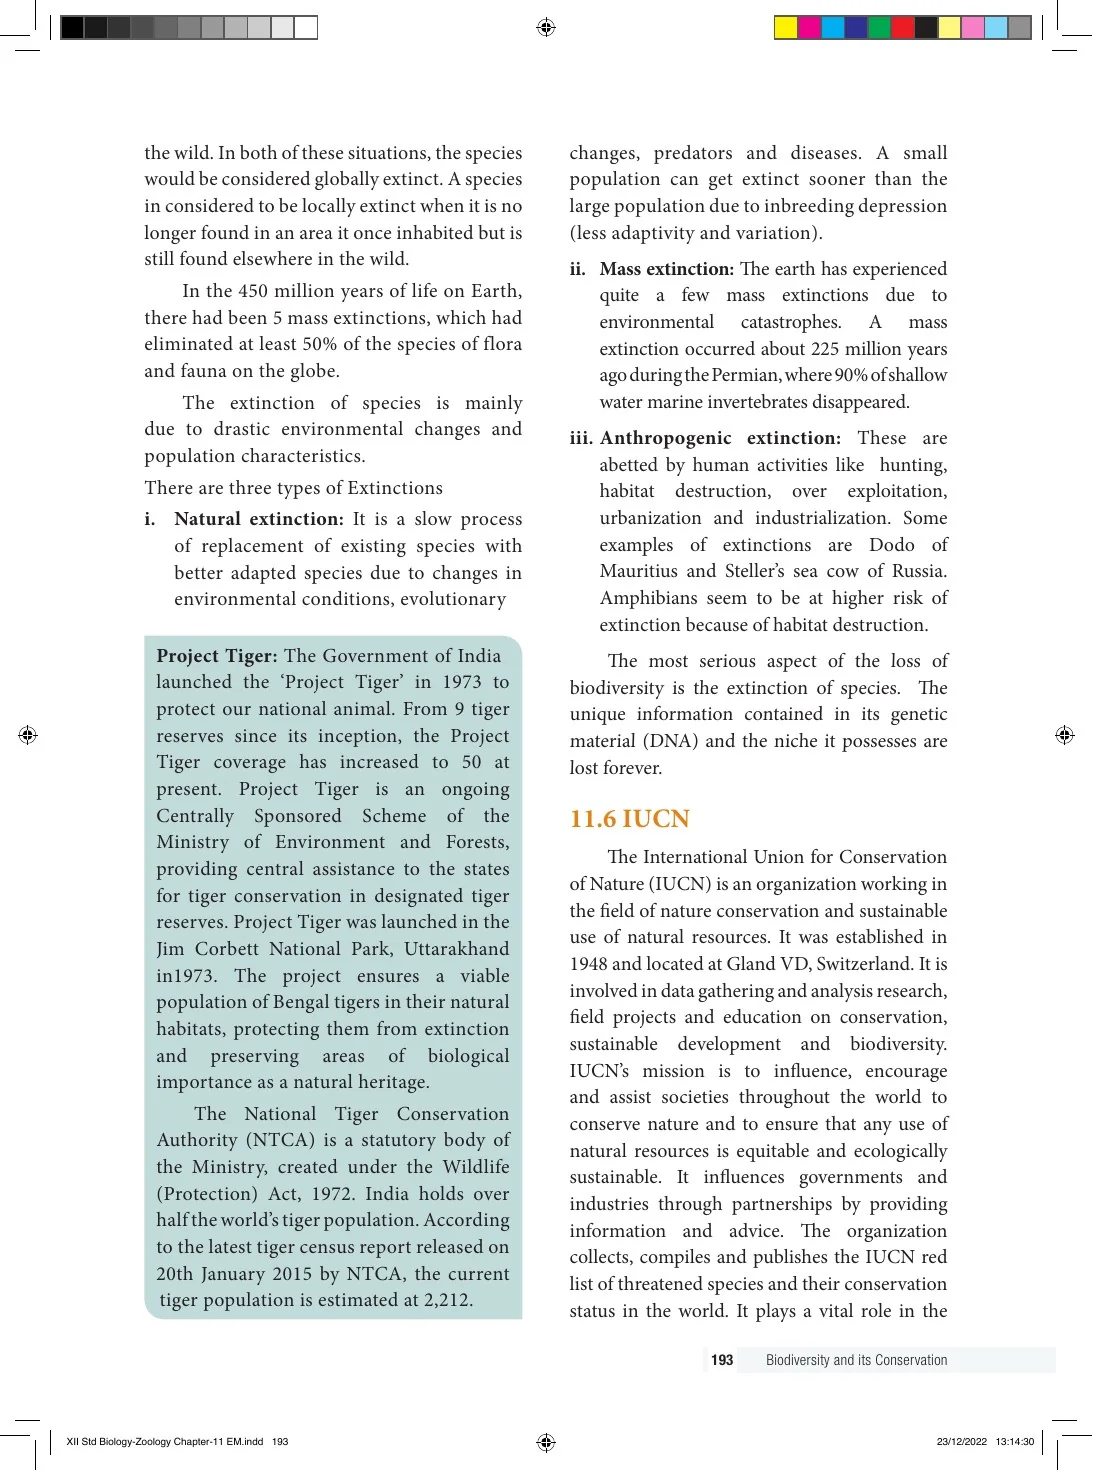 the wild. In both of these situations, the species
would be considered globally extinct. A species
in considered to be locally extinct when it is no
longer found in an area it once inhabited but is
still found elsewhere in the wild.
In the 450 million years of life on Earth,
there had been 5 mass extinctions, which had
eliminated at least 50% of the species of flora
and fauna on the globe.
The extinction of species is mainly
due to drastic environmental changes and
population characteristics.
There are three types of Extinctions
i. Natural extinction: It is a slow process
of replacement of existing species with
better adapted species due to changes in
environmental conditions, evolutionary
Project Tiger: The Government of India
launched the ‘Project Tiger’ in 1973 to
protect our national animal. From 9 tiger
reserves since its inception, the Project
Tiger coverage has increased to 50 at
present. Project Tiger is an ongoing
Centrally Sponsored Scheme of the
Ministry of Environment and Forests,
providing central assistance to the states
for tiger conservation in designated tiger
reserves. Project Tiger was launched in the
Jim Corbett National Park, Uttarakhand
in1973. The project ensures a viable
population of Bengal tigers in their natural
habitats, protecting them from extinction
and preserving areas of biological
importance as a natural heritage.
The National Tiger Conservation
Authority (NTCA) is a statutory body of
the Ministry, created under the Wildlife
(Protection) Act, 1972. India holds over
half the world’s tiger population. According
to the latest tiger census report released on
20th January 2015 by NTCA, the current
tiger population is estimated at 2,212.
changes, predators and diseases. A small
population can get extinct sooner than the
large population due to inbreeding depression
(less adaptivity and variation).
ii. Mass extinction: The earth has experienced
quite a few mass extinctions due to
environmental catastrophes. A mass
extinction occurred about 225 million years
ago during the Permian, where 90% of shallow
water marine invertebrates disappeared.
iii. Anthropogenic extinction: These are
abetted by human activities like hunting,
habitat destruction, over exploitation,
urbanization and industrialization. Some
examples of extinctions are Dodo of
Mauritius and Steller’s sea cow of Russia.
Amphibians seem to be at higher risk of
extinction because of habitat destruction.
The most serious aspect of the loss of
biodiversity is the extinction of species. The
unique information contained in its genetic
material (DNA) and the niche it possesses are
lost forever.
11.6 IUCN
The International Union for Conservation
of Nature (IUCN) is an organization working in
the field of nature conservation and sustainable
use of natural resources. It was established in
1948 and located at Gland VD, Switzerland. It is
involved in data gathering and analysis research,
field projects and education on conservation,
sustainable development and biodiversity.
IUCN’s mission is to influence, encourage
and assist societies throughout the world to
conserve nature and to ensure that any use of
natural resources is equitable and ecologically
sustainable. It influences governments and
industries through partnerships by providing
information and advice. The organization
collects, compiles and publishes the IUCN red
list of threatened species and their conservation
status in the world. It plays a vital role in the
193 Biodiversity and its Conservation
XII Std Biology-Zoology Chapter-11 EM.indd 193 23/12/2022 13:14:30